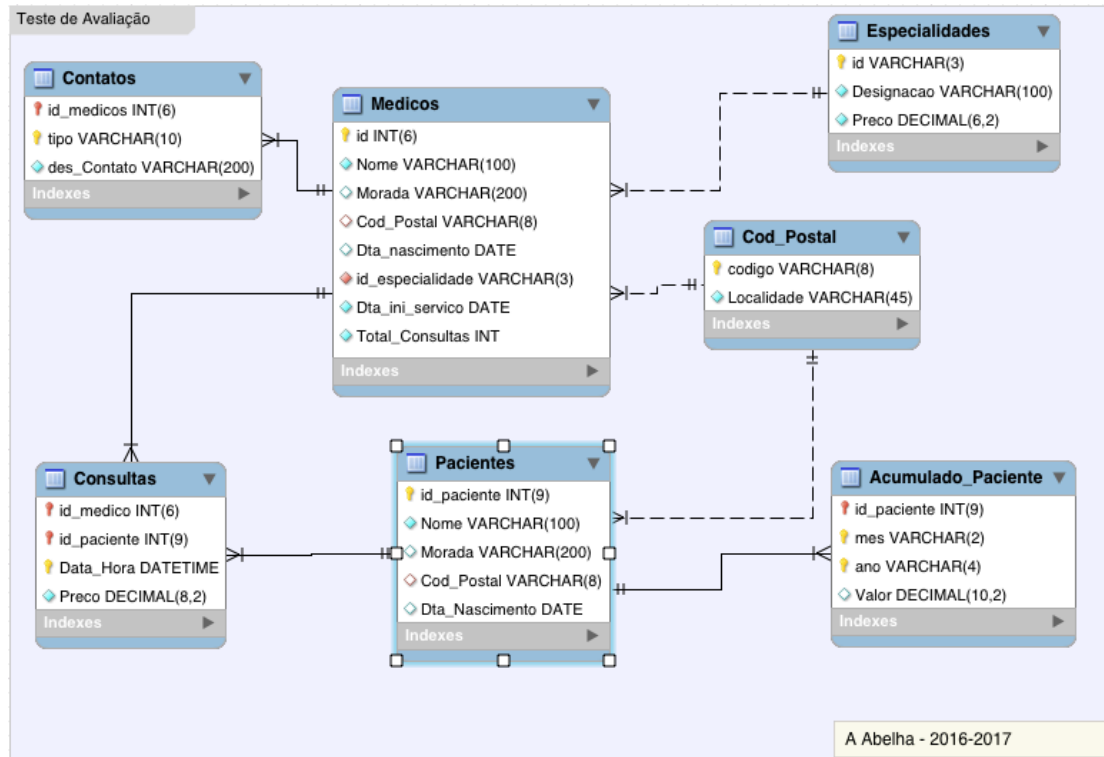 Teste de Avaliação
Contatos
id_medicos INT(6)
tipo VARCHAR(10)
des_Contato VARCHAR(200)
Indexes
Medicos
id INT(6)
Nome VARCHAR(100)
Morada VARCHAR(200)
Cod_Postal VARCHAR(8)
Dta_nascimento DATE
id_especialidade VARCHAR(3)
Dta_ini_servico DATE
Total_Consultas INT
Indexes
Especialidades
id VARCHAR(3)
Designacao VARCHAR(100)
Preco DECIMAL(6,2)
Indexes
Cod_Postal
codigo VARCHAR(8)
Localidade VARCHAR(45)
Indexes
Consultas
id_medico INT(6)
id_paciente INT(9)
Data_Hora DATETIME
Preco DECIMAL(8,2)
Indexes
Pacientes
id_paciente INT(9)
Nome VARCHAR(100)
Morada VARCHAR(200)
Cod_Postal VARCHAR(8)
Dta_Nascimento DATE
Indexes
Acumulado_Paciente
id_paciente INT(9)
mes VARCHAR(2)
ano VARCHAR(4)
Valor DECIMAL(10,2)
Indexes
A Abelha - 2016-2017